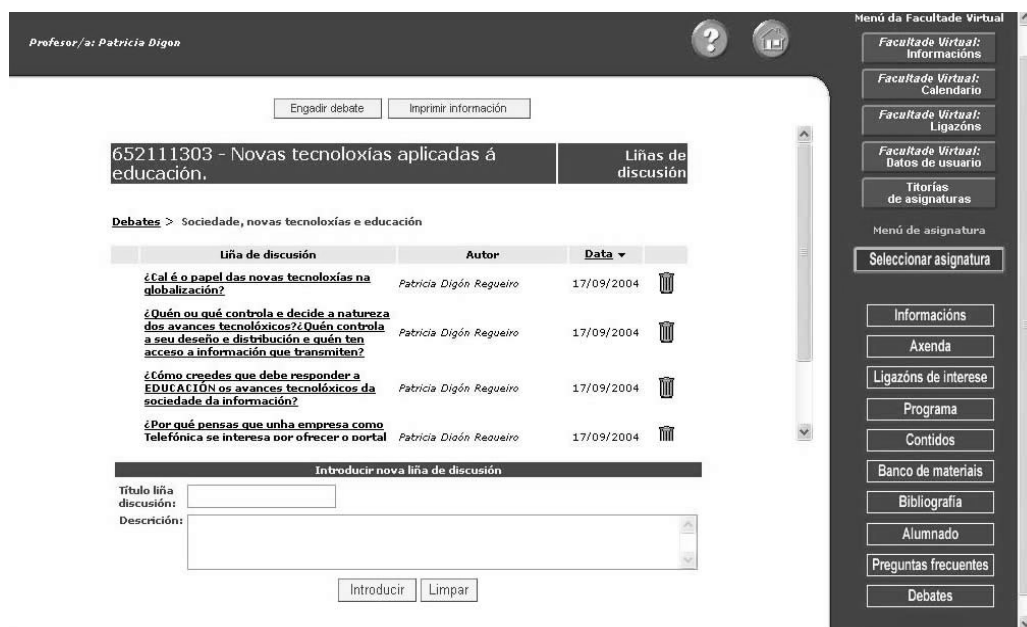 Profesor/a: Patricia Digon
?
Engadir debate
Imprimir información
652111303 - Novas tecnoloxías aplicadas á
educación.
Liñas de
discusión
Debates > Sociedade, novas tecnoloxías e educación
Liña de discusión
Autor
Data
¿Cal é o papel das novas tecnoloxías na
globalización?
Patricia Digón Regueiro
17/09/2004
¿Quén ou qué controla e decide a natureza
dos avances tecnolóxicos?¿Quén controla
a seu deseño e distribución e quén ten
acceso a información que transmiten?
Patricia Digón Regueiro
17/09/2004
¿Cómo creedes que debe responder a
EDUCACIÓN os avances tecnolóxicos da
sociedade da información?
Patricia Digón Regueiro
17/09/2004
¿Por qué pensas que unha empresa como
Telefónica se interesa por ofrecer o portal
Patricia Digón Regueiro
17/09/2004
Introducir nova liña de discusión
Título liña
discusión:
Descrición:
Introducir
Limpar
Menú da Facultade Virtual
Facultade Virtual:
Informacións
Facultade Virtual:
Calendario
Facultade Virtual:
Ligazóns
Facultade Virtual:
Datos de usuario
Titorías
de asignaturas
Menú de asignatura
Seleccionar asignatura
Informacións
Axenda
Ligazóns de interese
Programa
Contidos
Banco de materiais
Bibliografía
Alumnado
Preguntas frecuentes
Debates